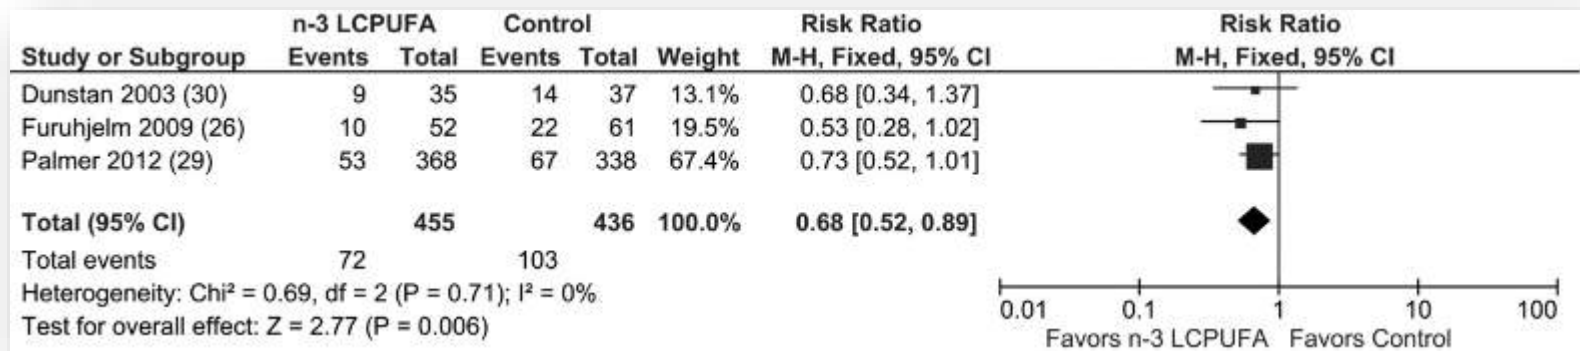 n-3 LCPUFA Control Risk Ratio Risk Ratio
Study or Subgroup Events Total Events Total Weight M-H, Fixed, 95% CI M-H, Fixed, 95% CI
Dunstan 2003 (30) 9 35 14 37 13.1% 0.68 [0.34, 1.37]
Furuhjelm 2009 (26) 10 52 22 61 19.5% 0.53 [0.28, 1.02]
Palmer 2012 (29) 53 368 67 338 67.4% 0.73 [0.52, 1.01]
Total (95% CI) 455 436 100.0% 0.68 [0.52, 0.89]
Total events 72 103
Heterogeneity: Chi² = 0.69, df = 2 (P = 0.71); I² = 0%
Test for overall effect: Z = 2.77 (P = 0.006)
0.01 0.1 1 10 100
Favors n-3 LCPUFA Favors Control